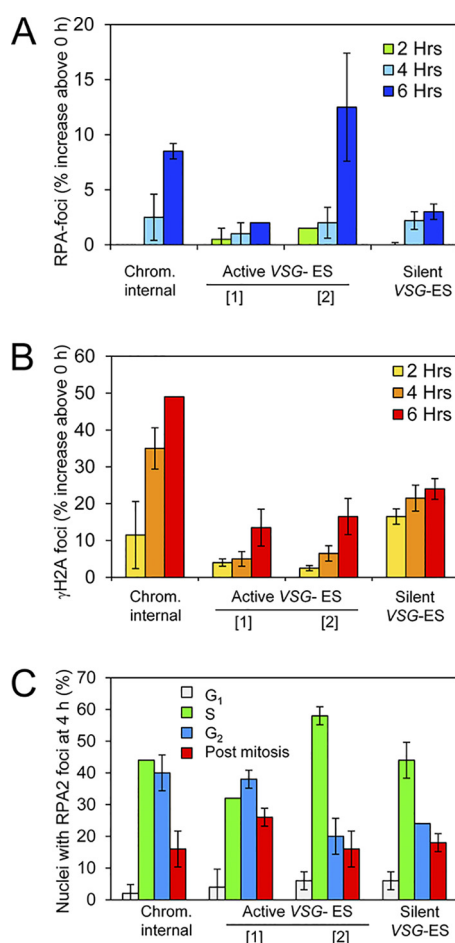 A
RPA-foci (% increase above 0 h)
20
15
10
5
0
2 Hrs
4 Hrs
6 Hrs
Chrom. internal
Active VSG- ES
[1] [2]
Silent VSG-ES
B
γH2A foci (% increase above 0 h)
60
50
40
30
20
10
0
2 Hrs
4 Hrs
6 Hrs
Chrom. internal
Active VSG- ES
[1] [2]
Silent VSG-ES
C
Nuclei with RPA2 foci at 4 h (%)
70
60
50
40
30
20
10
0
G1
S
G2
Post mitosis
Chrom. internal
Active VSG- ES
[1] [2]
Silent VSG-ES